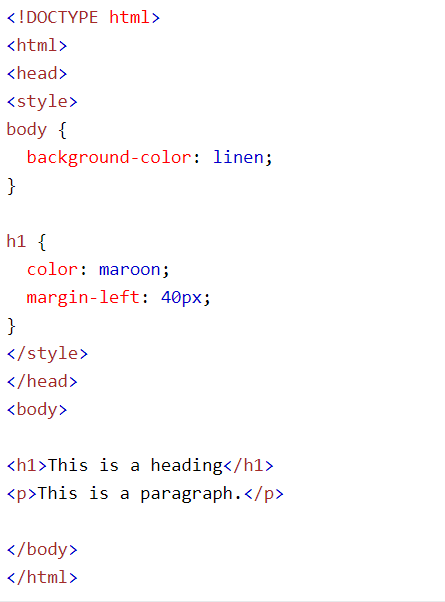 <!DOCTYPE html>
<html>
<head>
<style>
body {
  background-color: linen;
}

h1 {
  color: maroon;
  margin-left: 40px;
}
</style>
</head>
<body>

<h1>This is a heading</h1>
<p>This is a paragraph.</p>

</body>
</html>